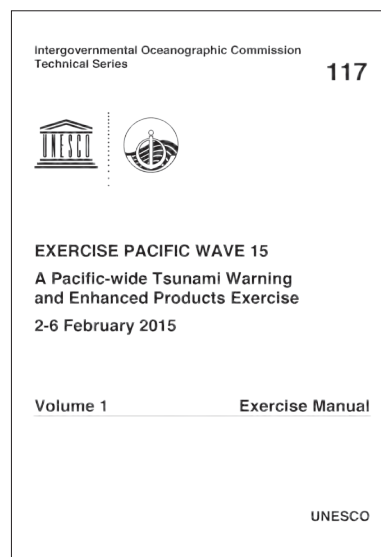 Intergovernmental Oceanographic Commission
Technical Series
117
UNESCO
EXERCISE PACIFIC WAVE 15
A Pacific-wide Tsunami Warning
and Enhanced Products Exercise
2-6 February 2015
Volume 1 Exercise Manual
UNESCO